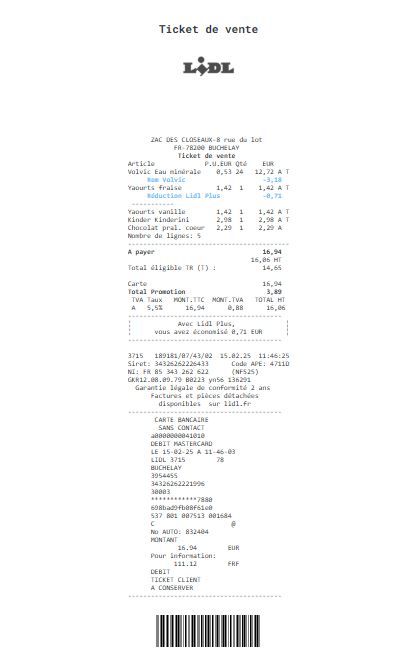 Ticket de vente
LIDL
ZAC DES CLOSEAUX-8 rue du lot
FR-78200 BUCHELAY
Ticket de vente
Article P.U.EUR Qté EUR
Volvic Eau minérale 0,53 24 12,72 A T
Rem Volvic -3,18
Yaourts fraise 1,42 1 1,42 A T
Réduction Lidl Plus -0,71
-----------
Yaourts vanille 1,42 1 1,42 A T
Kinder Kinderini 2,98 1 2,98 A T
Chocolat pral. coeur 2,29 1 2,29 A
Nombre de lignes: 5
A payer 16,94
16,06 HT
Total éligible TR (T) : 14,65
Carte 16,94
Total Promotion 3,89
TVA Taux MONT.TTC MONT.TVA TOTAL HT
A 5,5% 16,94 0,88 16,06
Avec Lidl Plus,
vous avez économisé 0,71 EUR
3715 189181/07/43/02 15.02.25 11:46:25
Siret: 34326262226433 Code APE: 4711D
NI: FR 85 343 262 622 (NF525)
GKR12.08.09.79 B0223 yn56 136291
Garantie légale de conformité 2 ans
Factures et pièces détachées
disponibles sur lidl.fr
CARTE BANCAIRE
SANS CONTACT
a0000000041010
DEBIT MASTERCARD
LE 15-02-25 A 11-46-03
LIDL 3715 78
BUCHELAY
3954455
34326262221996
30003
************7880
698bad9fb08f61e0
537 801 007513 001684
C @
No AUTO: 832404
MONTANT
16.94 EUR
Pour information:
111.12 FRF
DEBIT
TICKET CLIENT
A CONSERVER